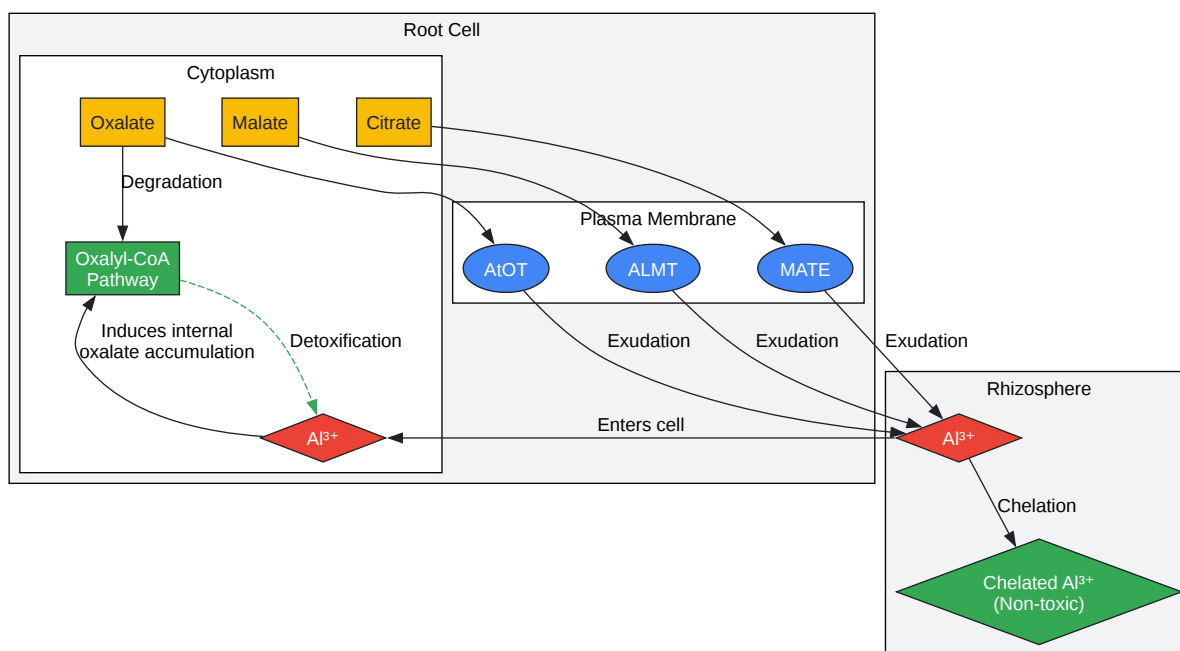 Root Cell
Cytoplasm
Oxalate
Malate
Citrate
Degradation
Plasma Membrane
Oxalyl-CoA
Pathway
AtOT
ALMT
MATE
Induces internal
oxalate accumulation
Detoxification
Exudation
Exudation
Exudation
Rhizosphere
Al³⁺
Enters cell
Al³⁺
Chelation
Chelated Al³⁺
(Non-toxic)